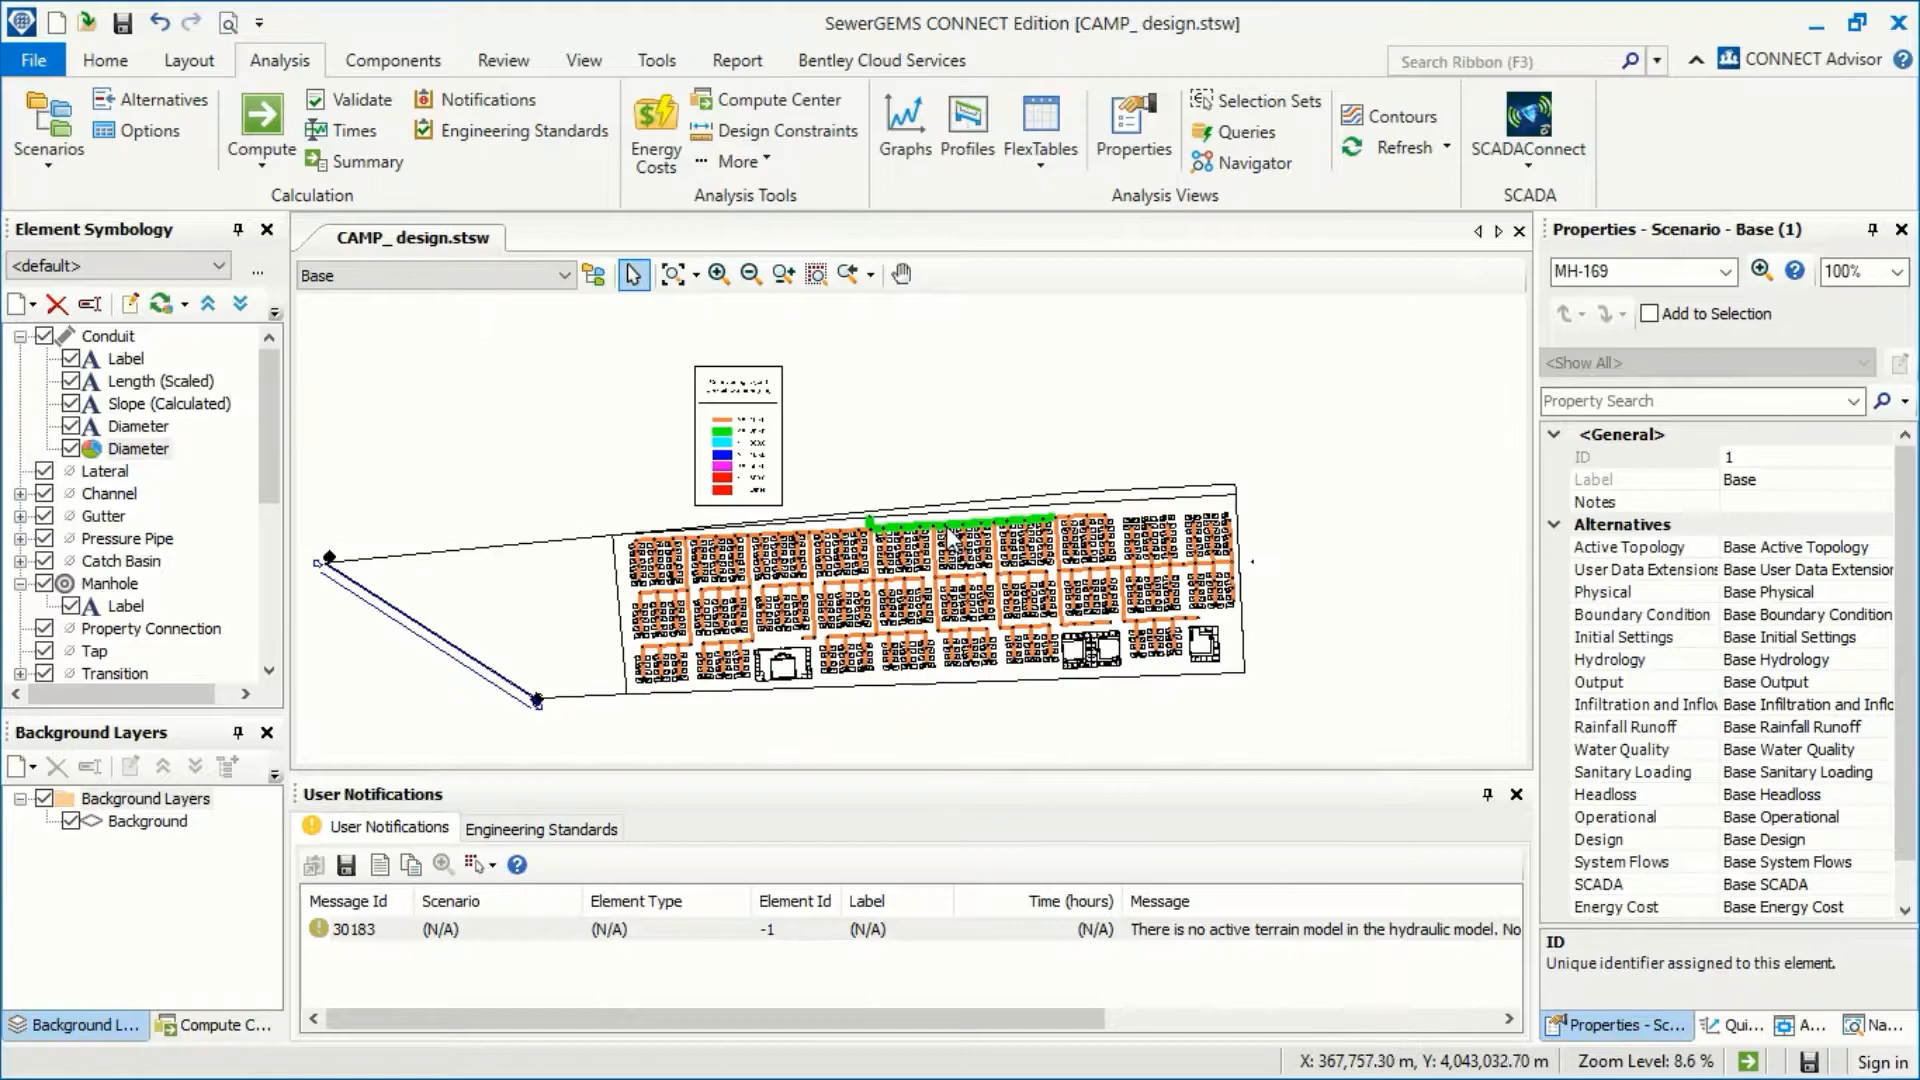 SewerGEMS CONNECT Edition [CAMP_ design.stsw]
File Home Layout Analysis Components Review View Tools Report Bentley Cloud Services
Search Ribbon (F3)
CONNECT Advisor
Scenarios
Alternatives
Options
Compute
Validate
Times
Summary
Notifications
Engineering Standards
Calculation
Energy
Costs
Compute Center
Design Constraints
More
Analysis Tools
Graphs
Profiles
FlexTables
Properties
Selection Sets
Queries
Navigator
Contours
Refresh
Analysis Views
SCADAConnect
SCADA
Element Symbology
<default>
...
Conduit
Label
Length (Scaled)
Slope (Calculated)
Diameter
Diameter
Lateral
Channel
Gutter
Pressure Pipe
Catch Basin
Manhole
Label
Property Connection
Tap
Transition
Background Layers
Background Layers
Background
Background L...
Compute C...
CAMP_ design.stsw
Base
User Notifications
User Notifications
Engineering Standards
Message Id Scenario Element Type Element Id Label Time (hours) Message
30183 (N/A) (N/A) -1 (N/A) (N/A) There is no active terrain model in the hydraulic model. No
Properties - Scenario - Base (1)
MH-169
100%
Add to Selection
<Show All>
Property Search
<General>
ID 1
Label Base
Notes
Alternatives
Active Topology Base Active Topology
User Data Extensions Base User Data Extension
Physical Base Physical
Boundary Condition Base Boundary Condition
Initial Settings Base Initial Settings
Hydrology Base Hydrology
Output Base Output
Infiltration and Inflow Base Infiltration and Inflo
Rainfall Runoff Base Rainfall Runoff
Water Quality Base Water Quality
Sanitary Loading Base Sanitary Loading
Headloss Base Headloss
Operational Base Operational
Design Base Design
System Flows Base System Flows
SCADA Base SCADA
Energy Cost Base Energy Cost
ID
Unique identifier assigned to this element.
Properties - Sc...
Qui...
A...
Na...
X: 367,757.30 m, Y: 4,043,032.70 m
Zoom Level: 8.6 %
Sign in